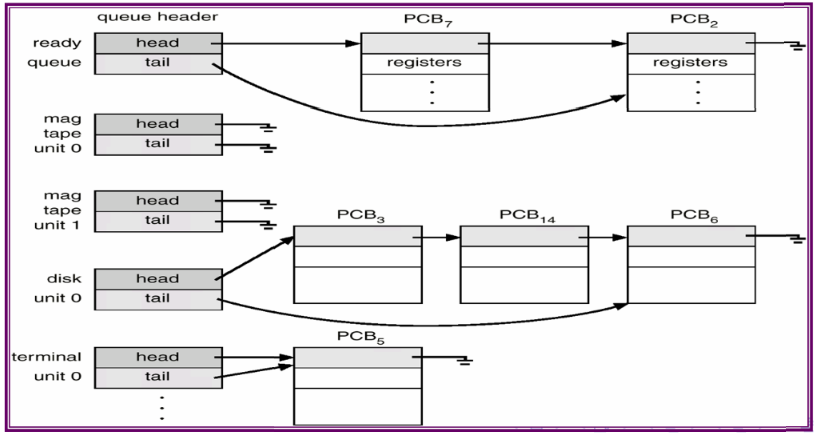 queue header
PCB7
PCB2
ready
queue
head
tail
registers
registers
mag
tape
unit 0
head
tail
mag
tape
unit 1
head
tail
PCB3
PCB14
PCB6
disk
unit 0
head
tail
PCB5
terminal
unit 0
head
tail